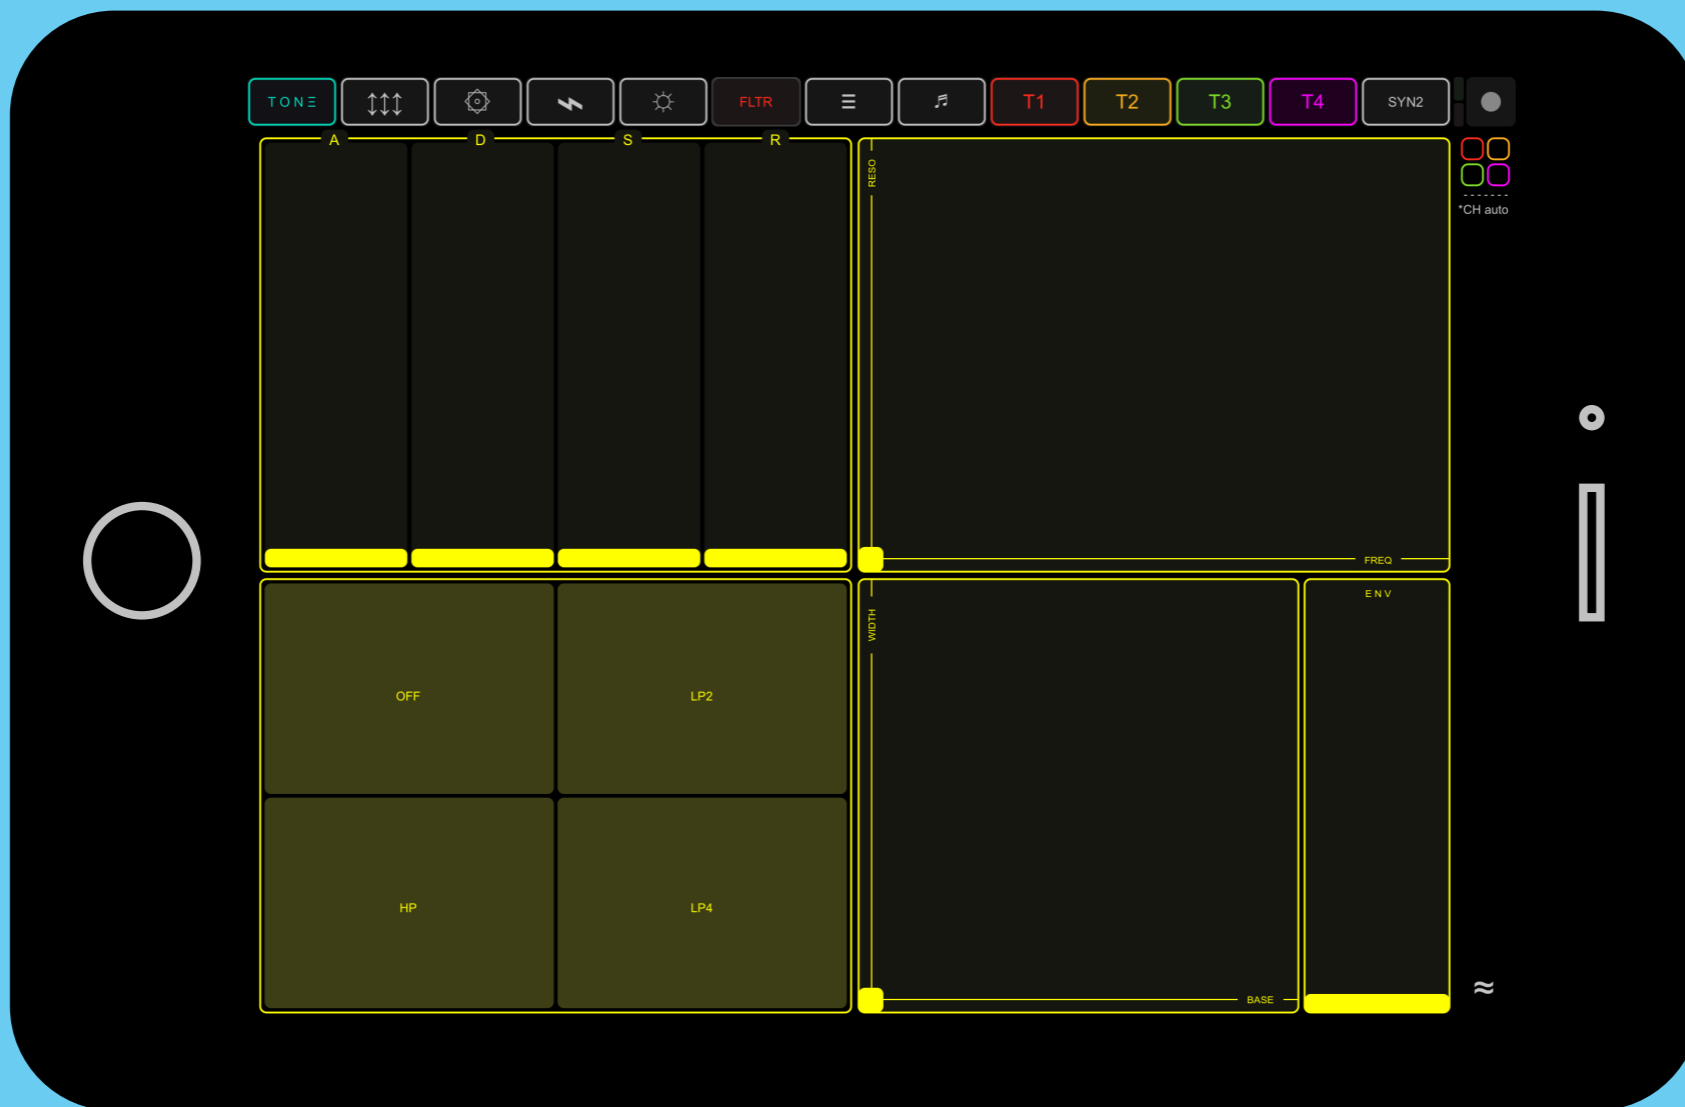 TONΞ FLTR T1 T2 T3 T4 SYN2
A D S R
RESO
*CH auto
FREQ
ENV
WIDTH
OFF LP2
HP LP4
BASE